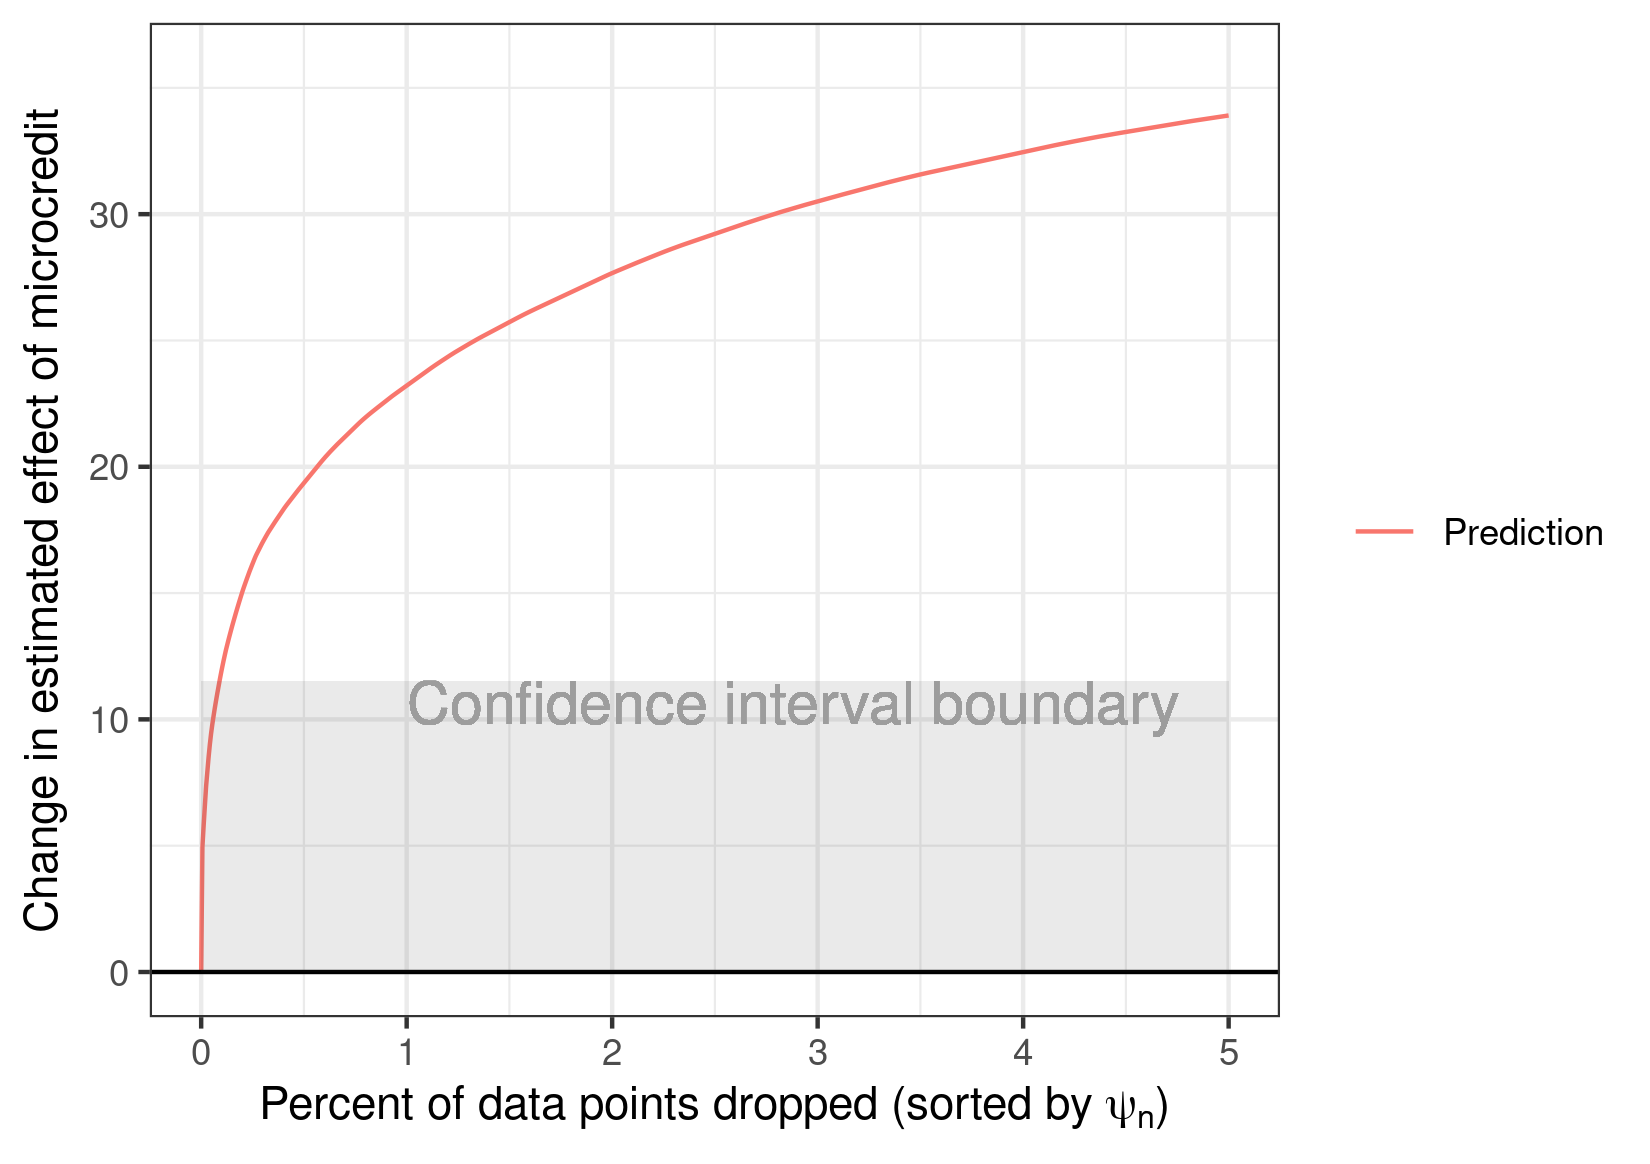 Change in estimated effect of microcredit
30
20
10
0
Confidence interval boundary
0 1 2 3 4 5
Percent of data points dropped (sorted by ψn)
Prediction